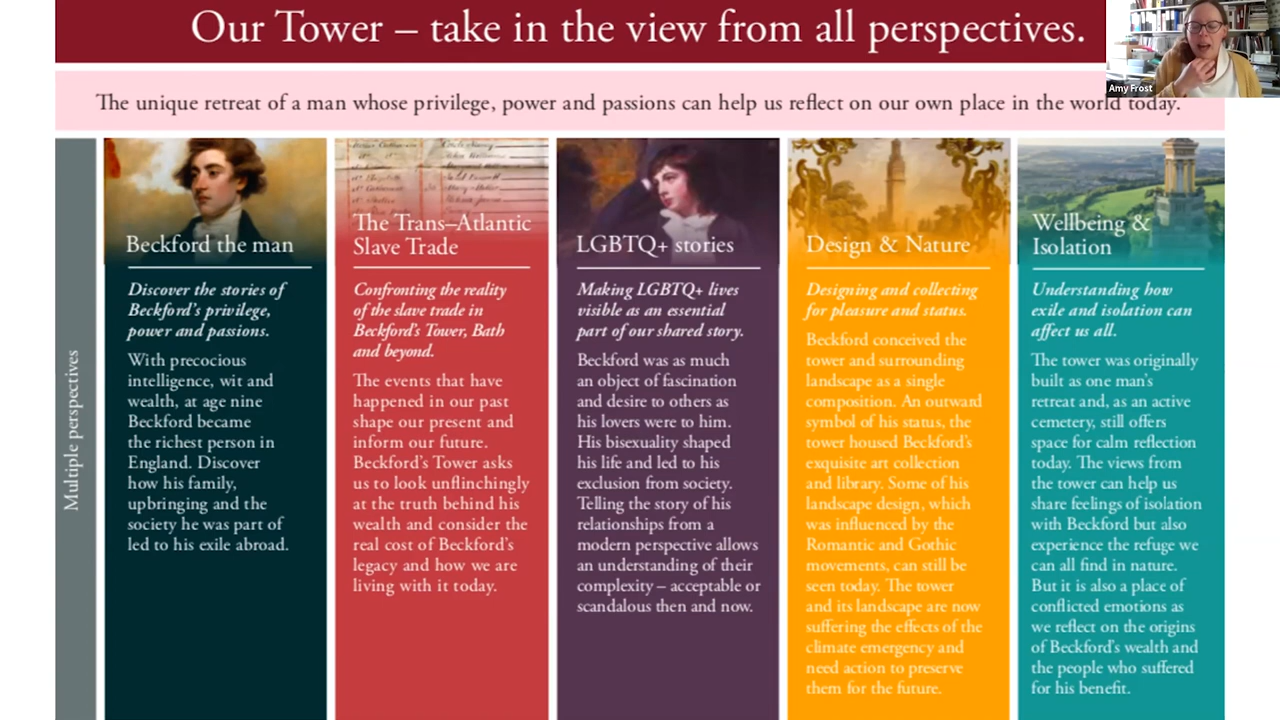 Our Tower – take in the view from all perspectives.
Amy Frost
The unique retreat of a man whose privilege, power and passions can help us reflect on our own place in the world today.
Multiple perspectives
Beckford the man
Discover the stories of
Beckford's privilege,
power and passions.
With precocious
intelligence, wit and
wealth, at age nine
Beckford became
the richest person in
England. Discover
how his family,
upbringing and the
society he was part of
led to his exile abroad.
The Trans–Atlantic
Slave Trade
Confronting the reality
of the slave trade in
Beckford's Tower, Bath
and beyond.
The events that have
happened in our past
shape our present and
inform our future.
Beckford's Tower asks
us to look unflinchingly
at the truth behind his
wealth and consider the
real cost of Beckford's
legacy and how we are
living with it today.
LGBTQ+ stories
Making LGBTQ+ lives
visible as an essential
part of our shared story.
Beckford was as much
an object of fascination
and desire to others as
his lovers were to him.
His bisexuality shaped
his life and led to his
exclusion from society.
Telling the story of his
relationships from a
modern perspective allows
an understanding of their
complexity – acceptable or
scandalous then and now.
Design & Nature
Designing and collecting
for pleasure and status.
Beckford conceived the
tower and surrounding
landscape as a single
composition. An outward
symbol of his status, the
tower housed Beckford's
exquisite art collection
and library. Some of his
landscape design, which
was influenced by the
Romantic and Gothic
movements, can still be
seen today. The tower
and its landscape are now
suffering the effects of the
climate emergency and
need action to preserve
them for the future.
Wellbeing &
Isolation
Understanding how
exile and isolation can
affect us all.
The tower was originally
built as one man's
retreat and, as an active
cemetery, still offers
space for calm reflection
today. The views from
the tower can help us
share feelings of isolation
with Beckford but also
experience the refuge we
can all find in nature.
But it is also a place of
conflicted emotions as
we reflect on the origins
of Beckford's wealth and
the people who suffered
for his benefit.